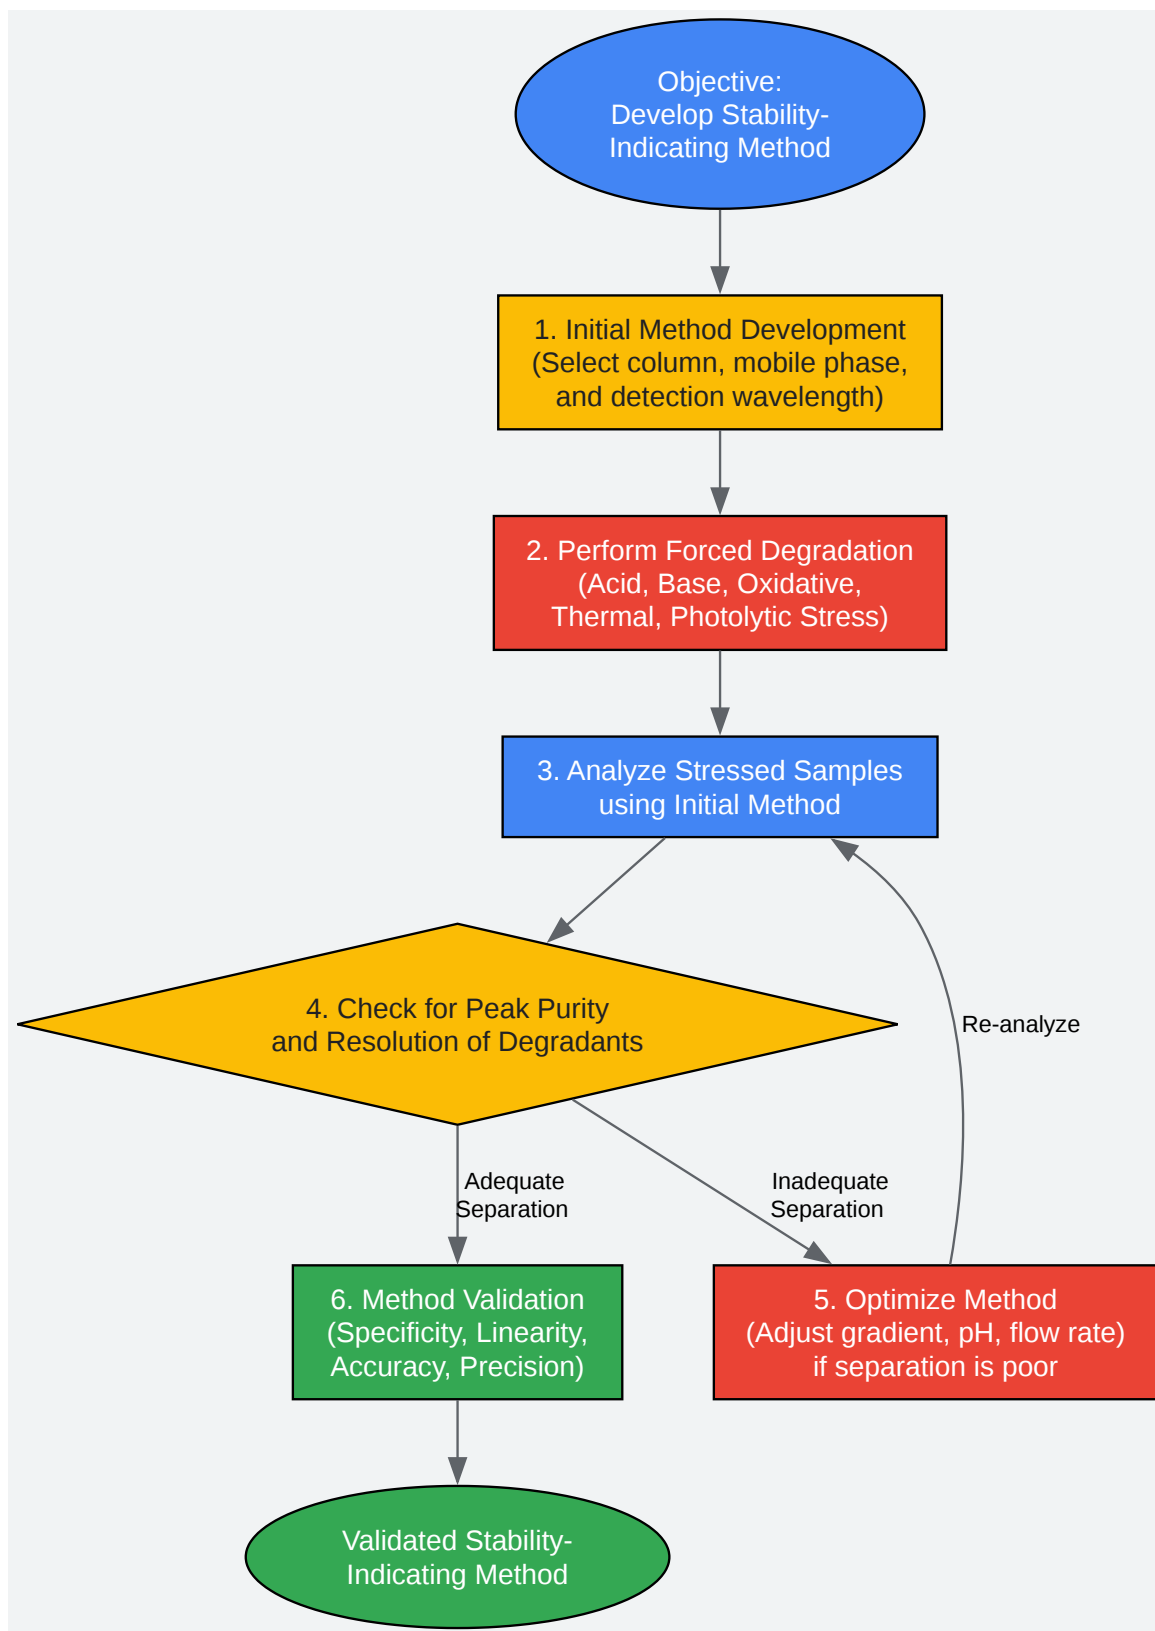 Objective:
Develop Stability-
Indicating Method
1. Initial Method Development
(Select column, mobile phase,
and detection wavelength)
2. Perform Forced Degradation
(Acid, Base, Oxidative,
Thermal, Photolytic Stress)
3. Analyze Stressed Samples
using Initial Method
4. Check for Peak Purity
and Resolution of Degradants
Re-analyze
Adequate
Separation
Inadequate
Separation
6. Method Validation
(Specificity, Linearity,
Accuracy, Precision)
5. Optimize Method
(Adjust gradient, pH, flow rate)
if separation is poor
Validated Stability-
Indicating Method